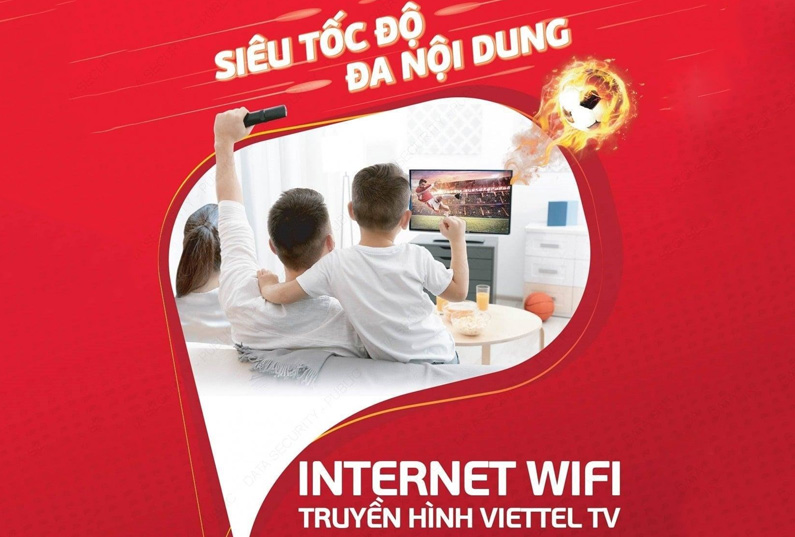 SIÊU TỐC ĐỘ
ĐA NỘI DUNG
INTERNET WIFI
TRUYỀN HÌNH VIETTEL TV